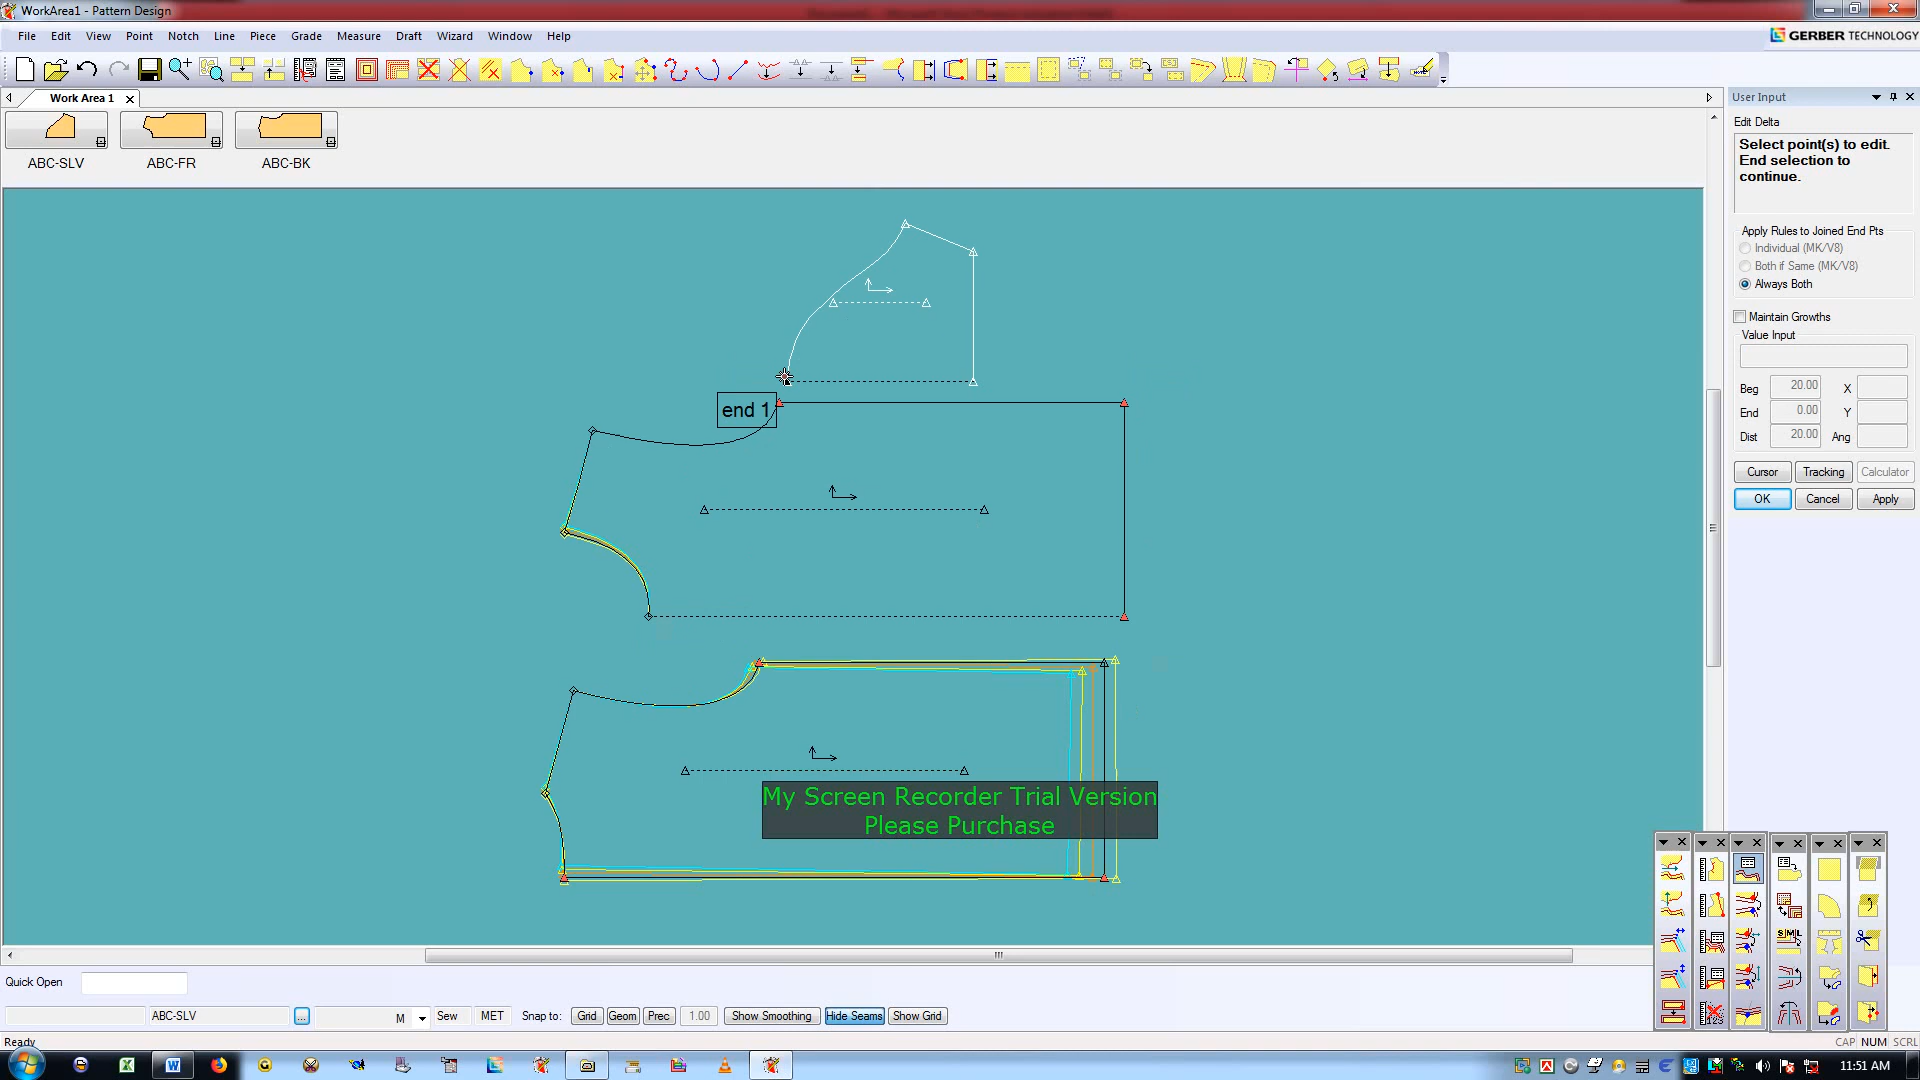 WorkArea1 - Pattern Design
File Edit View Point Notch Line Piece Grade Measure Draft Wizard Window Help
GERBER TECHNOLOGY
Work Area 1
User Input
ABC-SLV ABC-FR ABC-BK
Edit Delta
Select point(s) to edit.
End selection to
continue.
Apply Rules to Joined End Pts
Individual (MK/V8)
Both if Same (MK/V8)
Always Both
Maintain Growths
Value Input
Beg 20.00 X
End 0.00 Y
Dist 20.00 Ang
Cursor Tracking Calculator
OK Cancel Apply
end 1
My Screen Recorder Trial Version
Please Purchase
Quick Open
ABC-SLV ... M Sew MET Snap to: Grid Geom Prec 1.00 Show Smoothing Hide Seams Show Grid
Ready
CAP NUM SCRL
11:51 AM